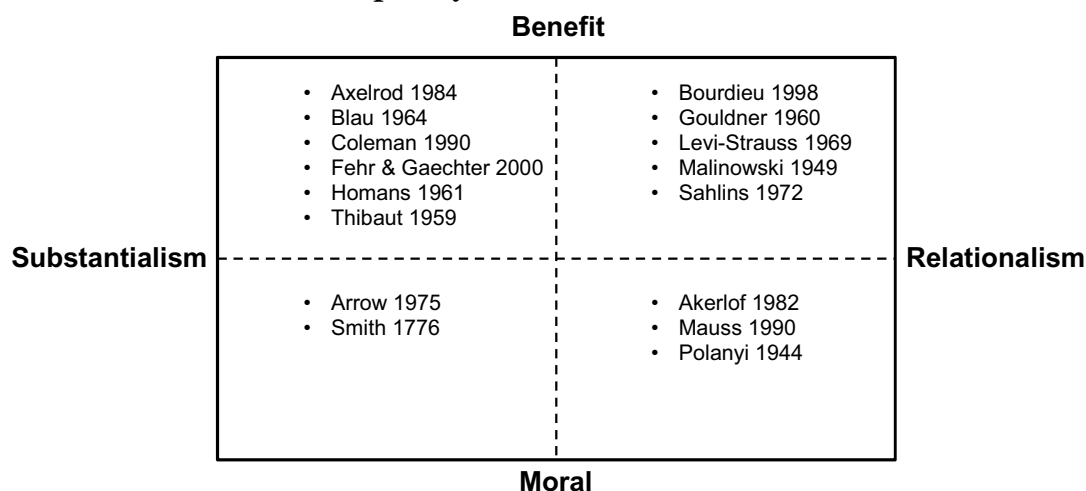 Benefit
• Axelrod 1984
• Blau 1964
• Coleman 1990
• Fehr & Gaechter 2000
• Homans 1961
• Thibaut 1959
• Bourdieu 1998
• Gouldner 1960
• Levi-Strauss 1969
• Malinowski 1949
• Sahlins 1972
Substantialism
Relationalism
• Arrow 1975
• Smith 1776
• Akerlof 1982
• Mauss 1990
• Polanyi 1944
Moral